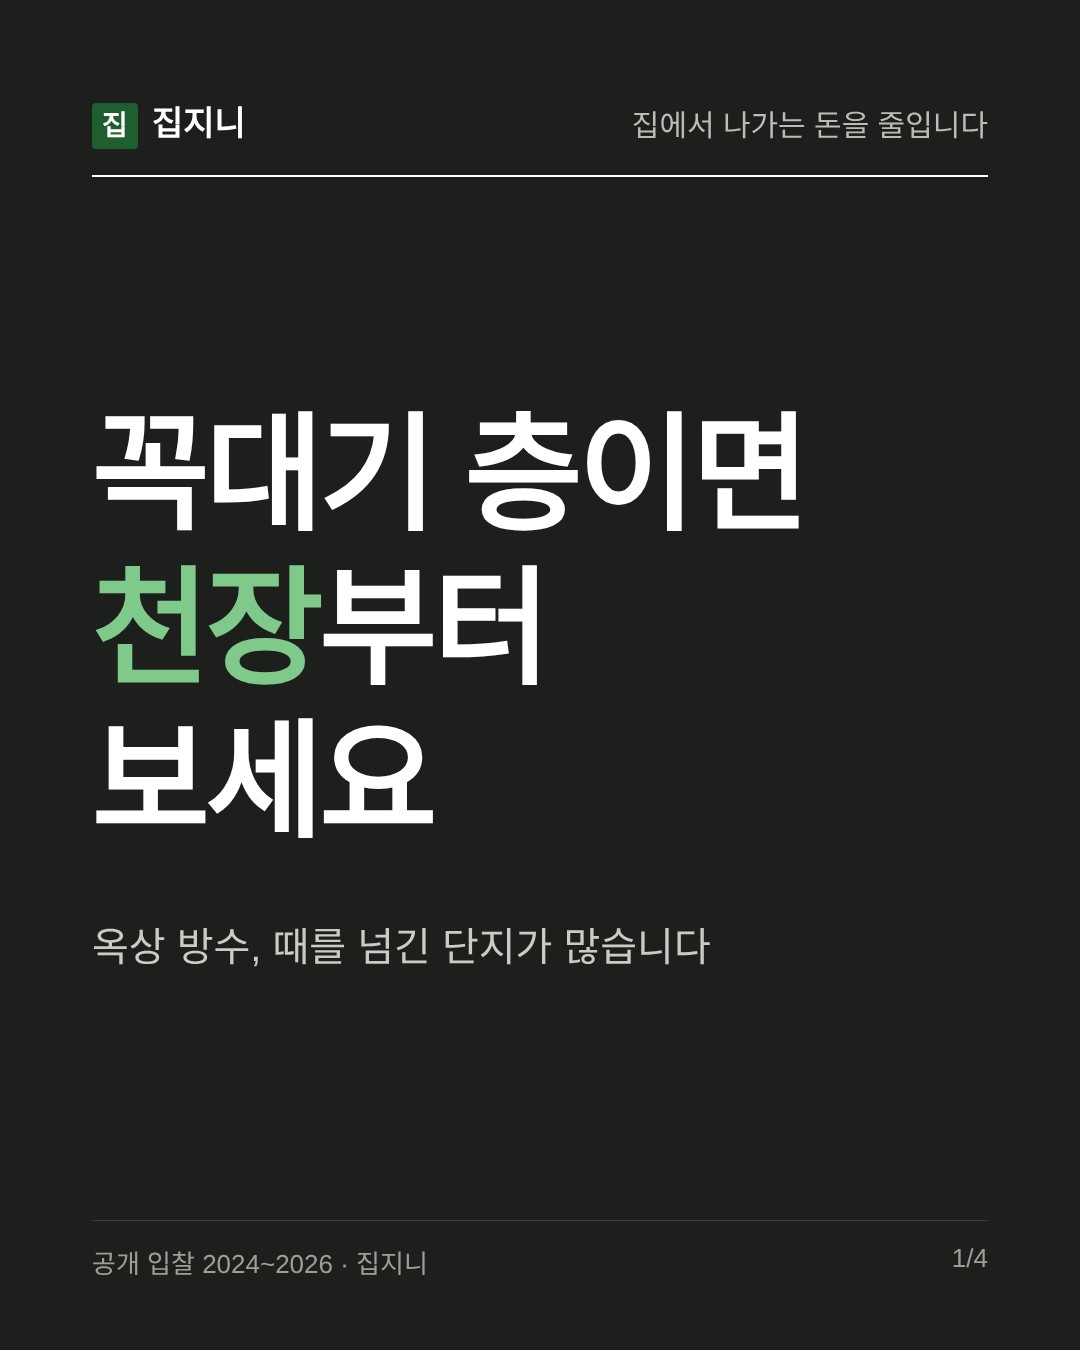 집 집지니
집에서 나가는 돈을 줄입니다
꼭대기 층이면
천장부터
보세요
옥상 방수, 때를 넘긴 단지가 많습니다
공개 입찰 2024~2026 · 집지니
1/4